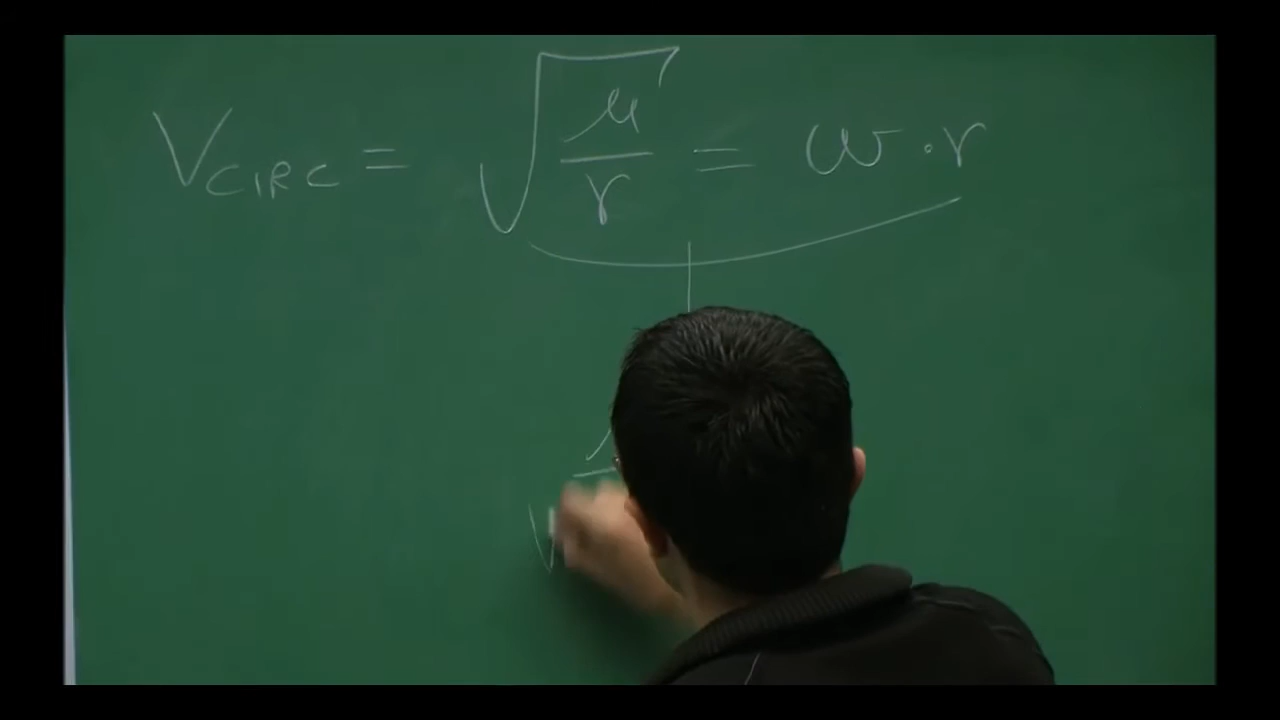 V_CIRC = √(μ/r) = ω · r